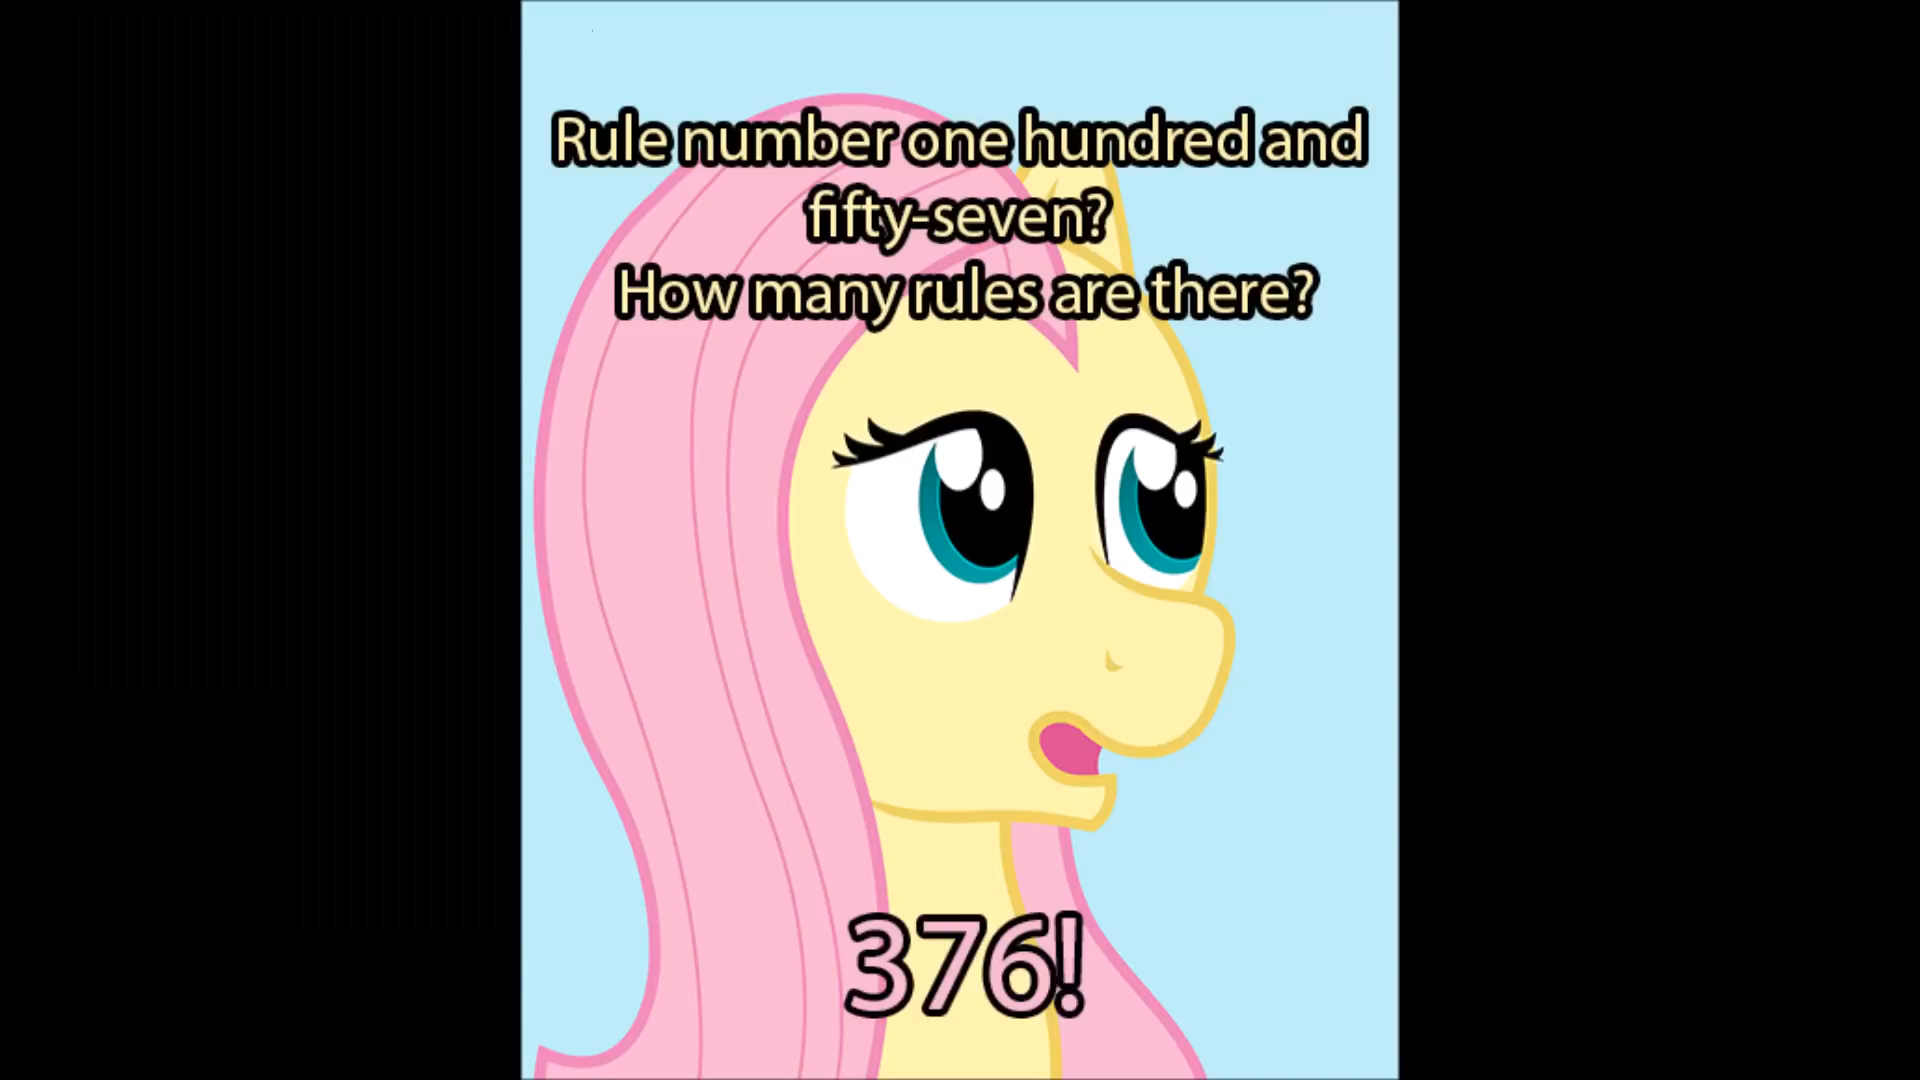 Rule number one hundred and
fifty-seven?
How many rules are there?
376!